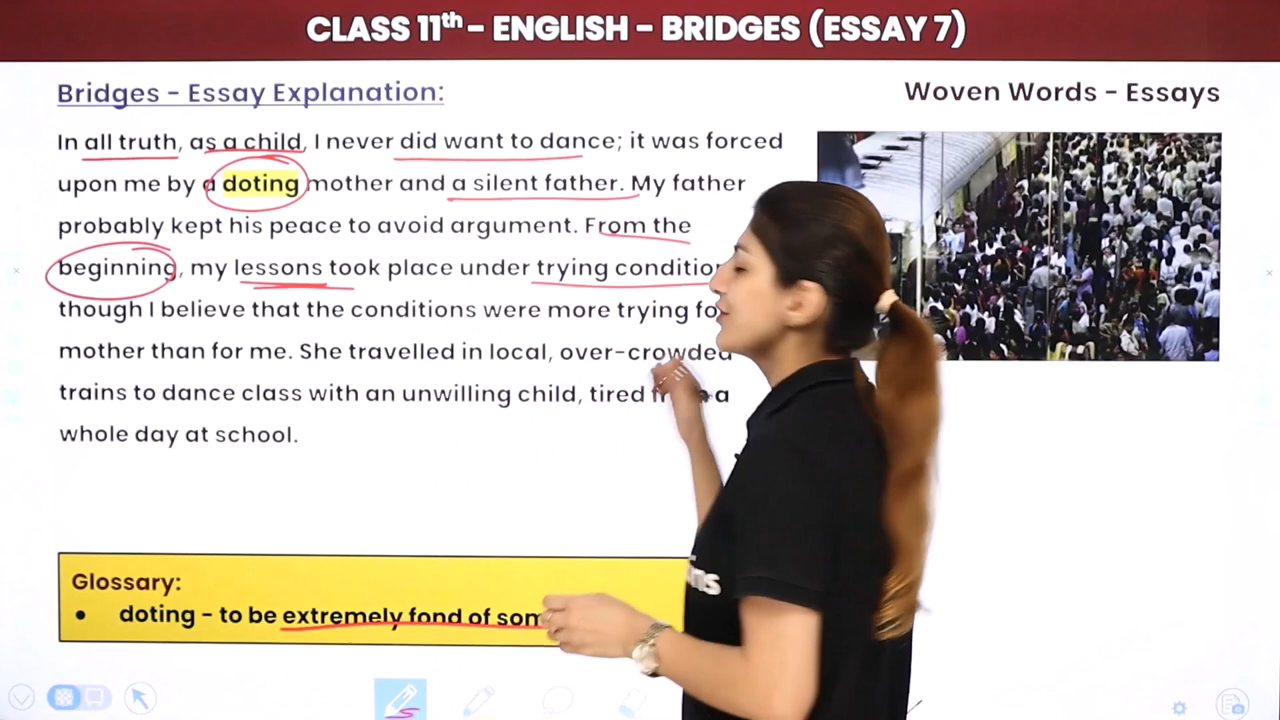 CLASS 11th - ENGLISH - BRIDGES (ESSAY 7)
Bridges - Essay Explanation:
Woven Words - Essays
In all truth, as a child, I never did want to dance; it was forced
upon me by a doting mother and a silent father. My father
probably kept his peace to avoid argument. From the
beginning, my lessons took place under trying
though I believe that the conditions were more trying
mother than for me. She travelled in local, over-crowded
trains to dance class with an unwilling child, tired a
whole day at school.
Glossary:
• doting - to be extremely fond of